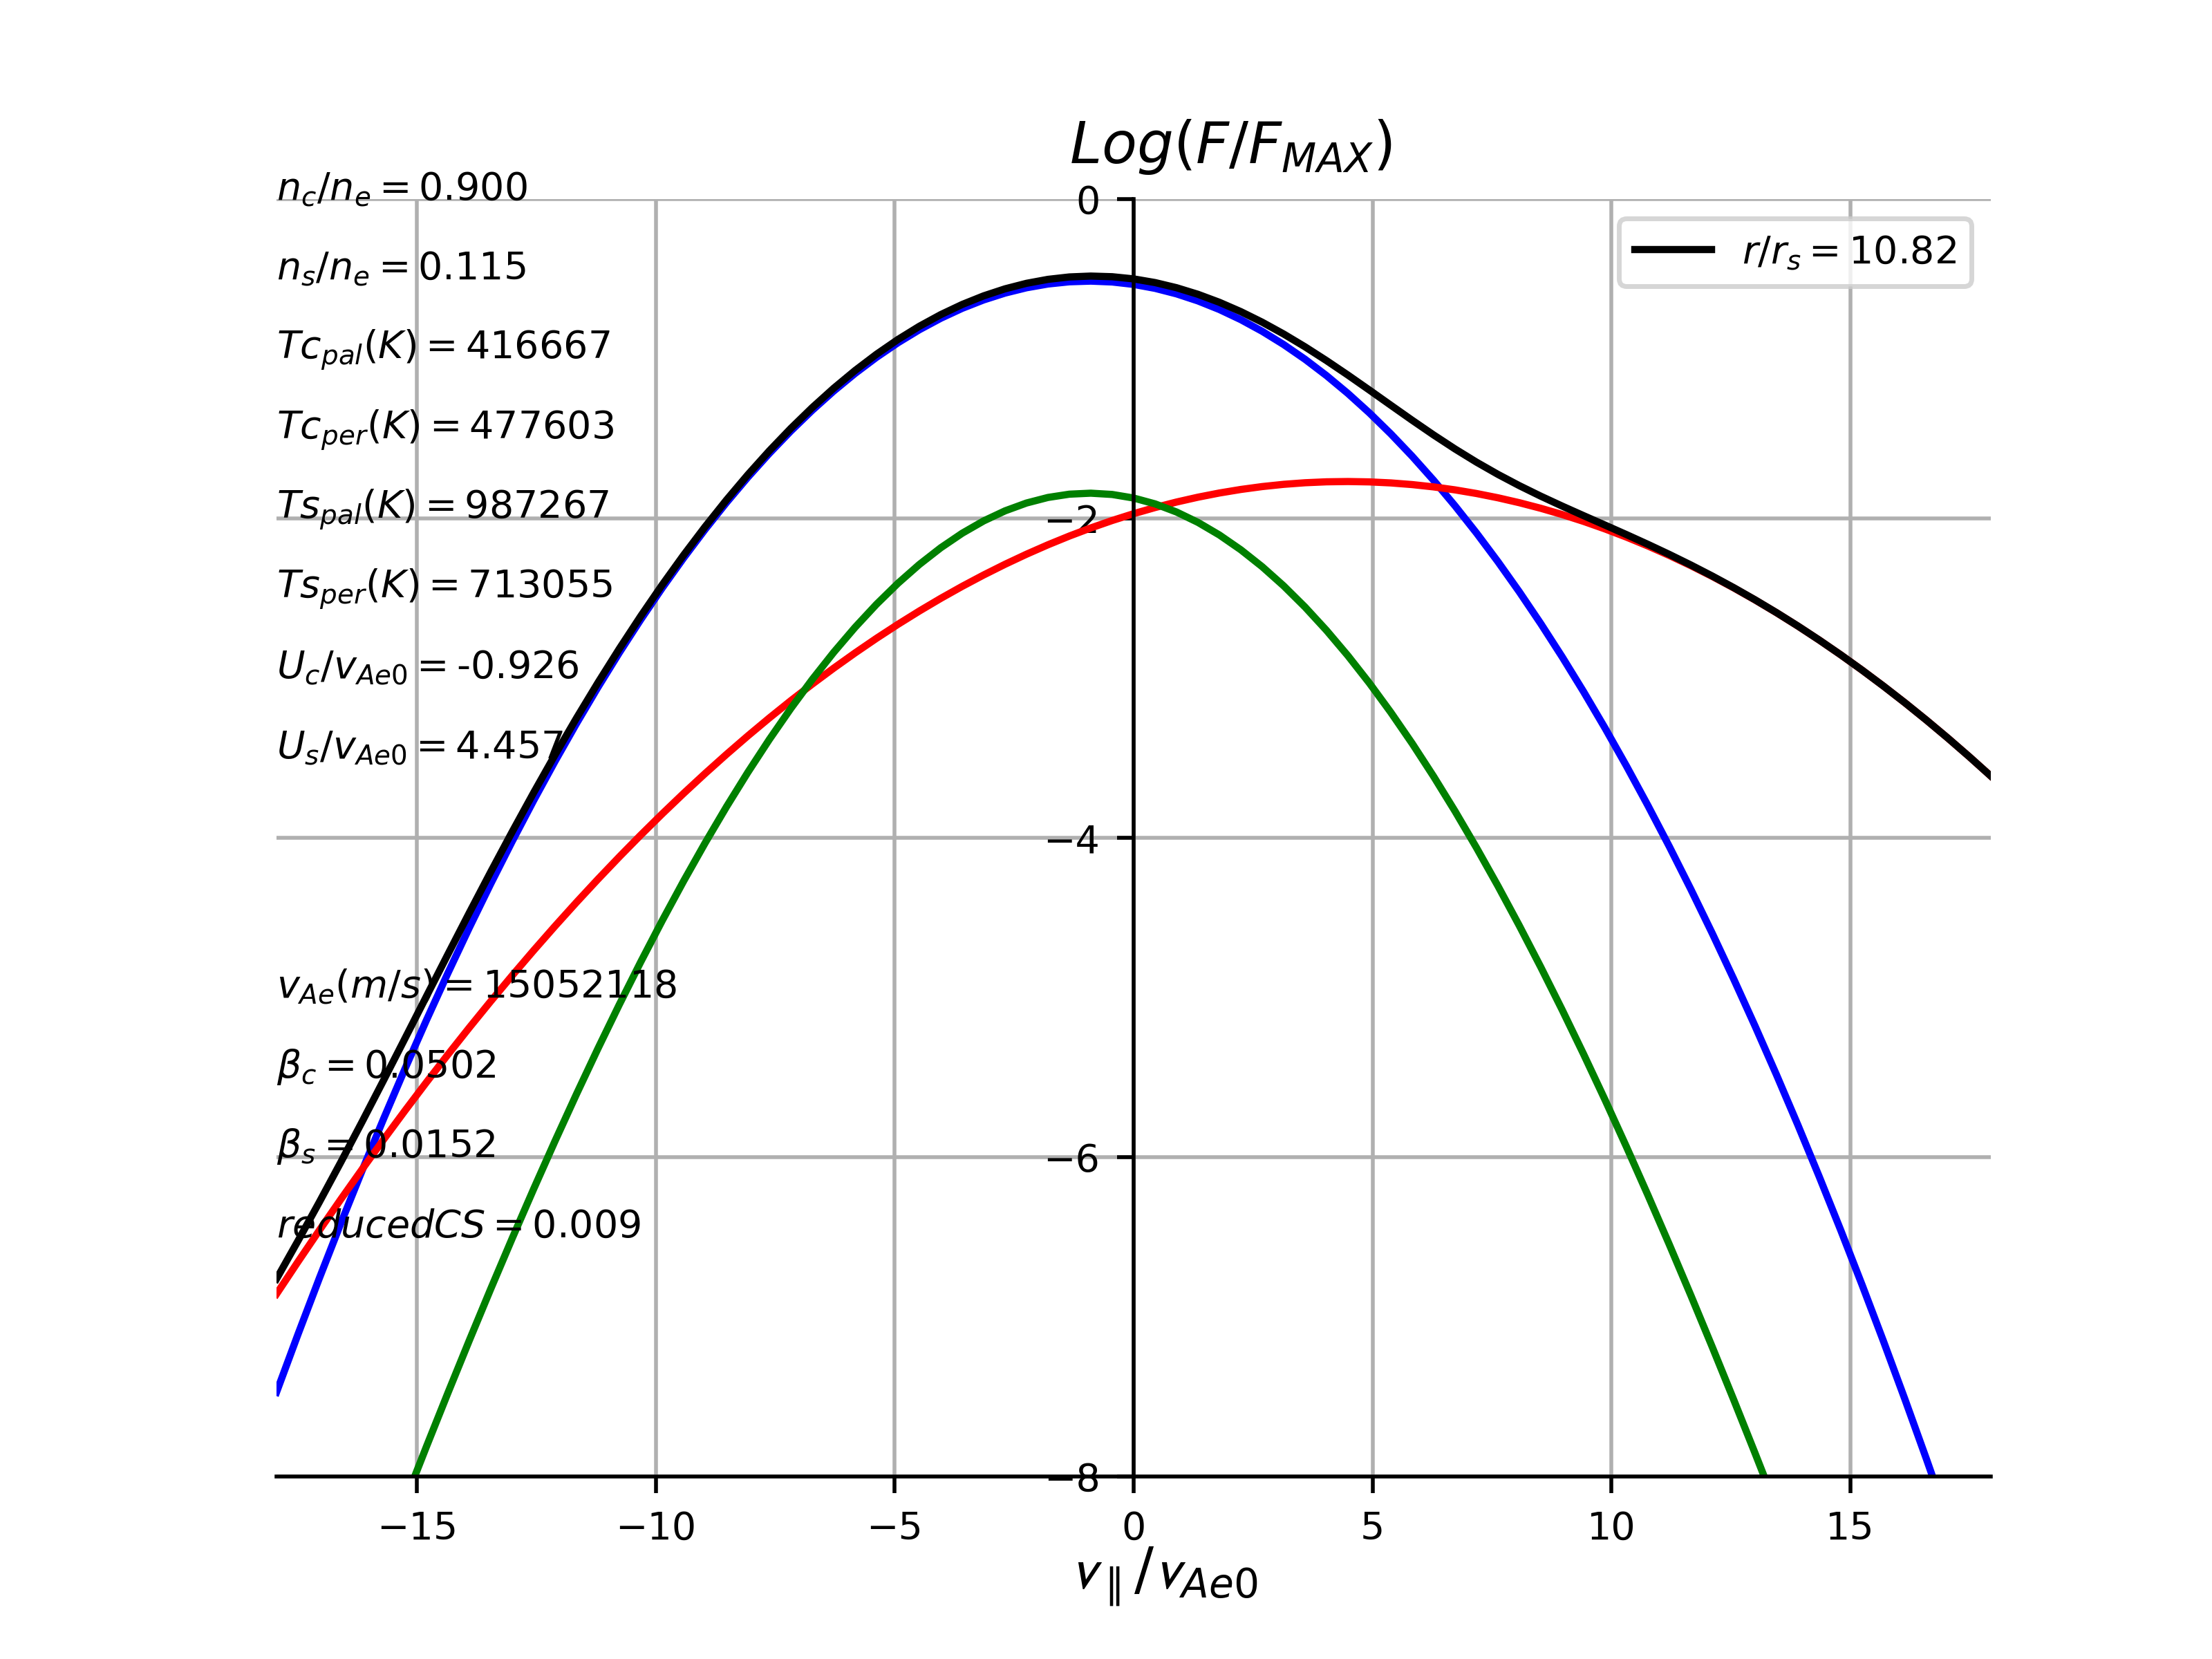 Log(F/F_MAX)
n_c/n_e = 0.900
0
r/r_s = 10.82
n_s/n_e = 0.115
Tc_pal(K) = 416667
Tc_per(K) = 477603
Ts_pal(K) = 987267
−2
Ts_per(K) = 713055
U_c/v_Ae0 = -0.926
U_s/v_Ae0 = 4.457
−4
v_Ae(m/s) = 15052118
β_c = 0.0502
β_s = 0.0152
−6
reducedCS = 0.009
−8
−15 −10 −5 0 5 10 15
v_∥/v_Ae0